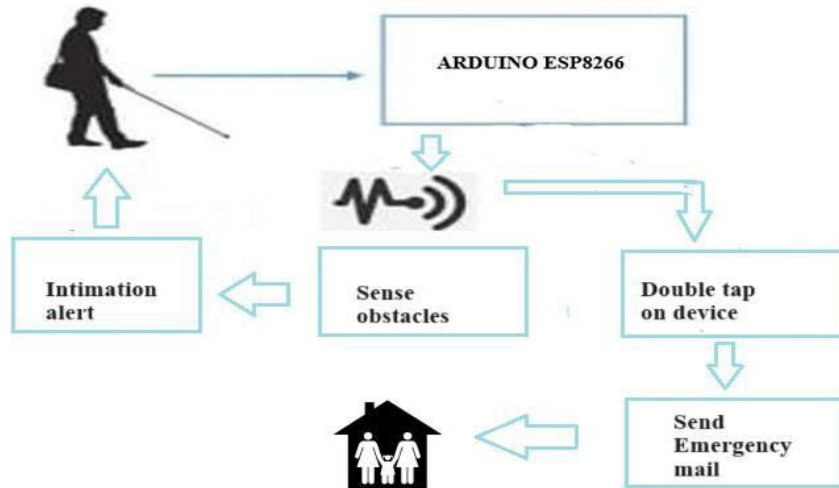 ARDUINO ESP8266
Intimation
alert
Sense
obstacles
Double tap
on device
Send
Emergency
mail